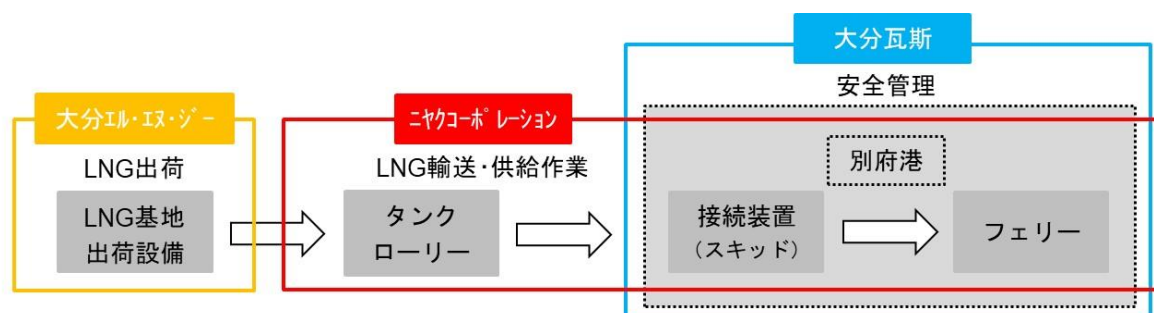 大分瓦斯
安全管理
大分ｴﾙ･ｴﾇ･ｼﾞｰ
LNG出荷
LNG基地
出荷設備
ﾆﾔｸｺｰﾎﾟﾚｰｼｮﾝ
LNG輸送･供給作業
タンク
ローリー
別府港
接続装置
（スキッド）
フェリー